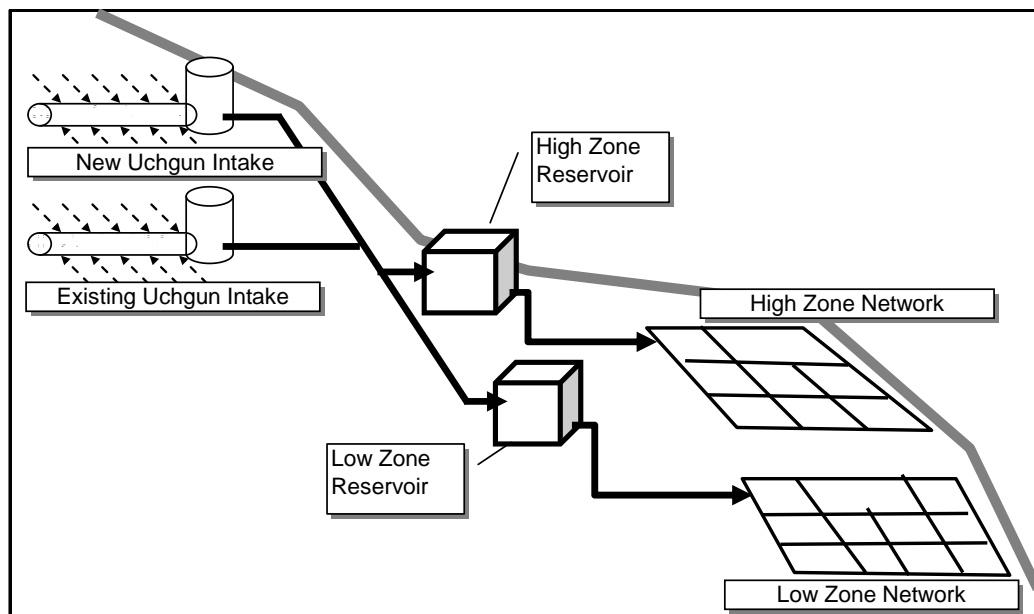 New Uchgun Intake
High Zone
Reservoir
Existing Uchgun Intake
High Zone Network
Low Zone
Reservoir
Low Zone Network